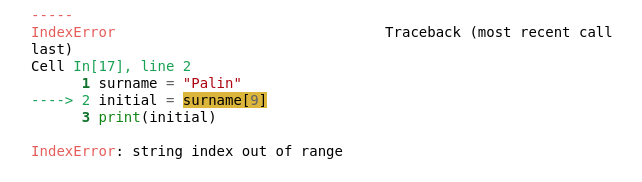 -----
IndexError                                Traceback (most recent call
last)
Cell In[17], line 2
      1 surname = "Palin"
----> 2 initial = surname[9]
      3 print(initial)

IndexError: string index out of range